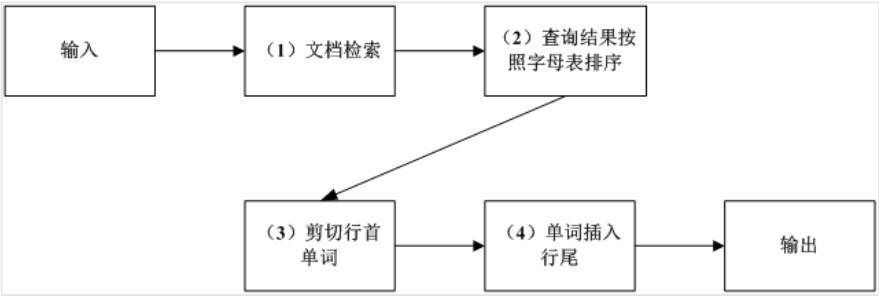 输入
（1）文档检索
（2）查询结果按
照字母表排序
（3）剪切行首
单词
（4）单词插入
行尾
输出